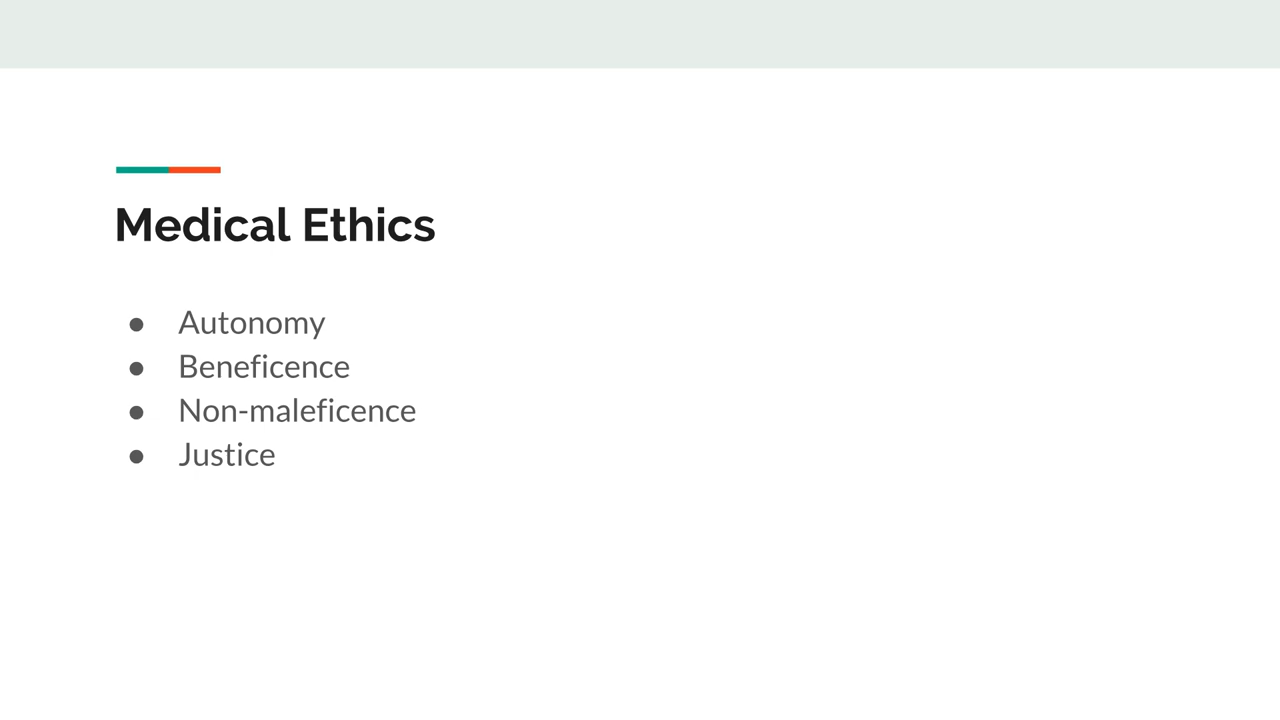 Medical Ethics
● Autonomy
● Beneficence
● Non-maleficence
● Justice